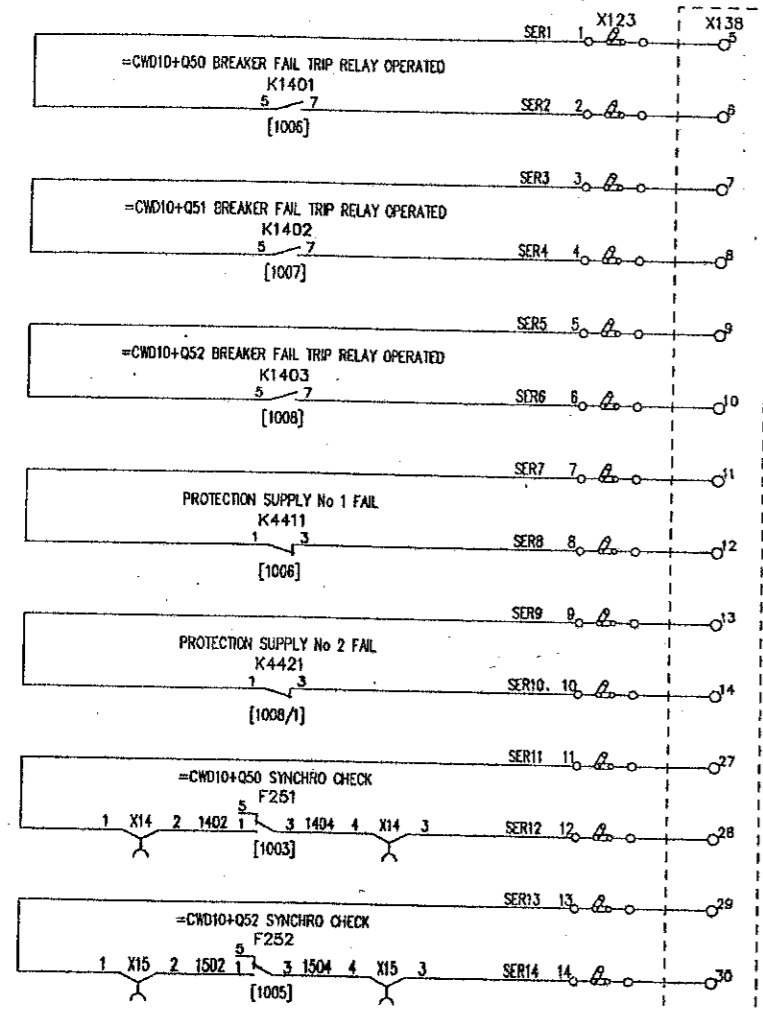 X123 X138
SER1 1 5
=CWD10+Q50 BREAKER FAIL TRIP RELAY OPERATED
K1401
5 7 SER2 2 6
[1006]
SER3 3 7
=CWD10+Q51 BREAKER FAIL TRIP RELAY OPERATED
K1402
5 7 SER4 4 8
[1007]
SER5 5 9
=CWD10+Q52 BREAKER FAIL TRIP RELAY OPERATED
K1403
5 7 SER6 6 10
[1008]
SER7 7 11
PROTECTION SUPPLY No 1 FAIL
K4411
1 3 SER8 8 12
[1006]
SER9 9 13
PROTECTION SUPPLY No 2 FAIL
K4421
1 3 SER10. 10 14
[1008/1]
SER11 11 27
=CWD10+Q50 SYNCHRO CHECK
F251
5
1 X14 2 1402 1 3 1404 4 X14 3 SER12 12 28
[1003]
SER13 13 29
=CWD10+Q52 SYNCHRO CHECK
F252
5
1 X15 2 1502 1 3 1504 4 X15 3 SER14 14 30
[1005]